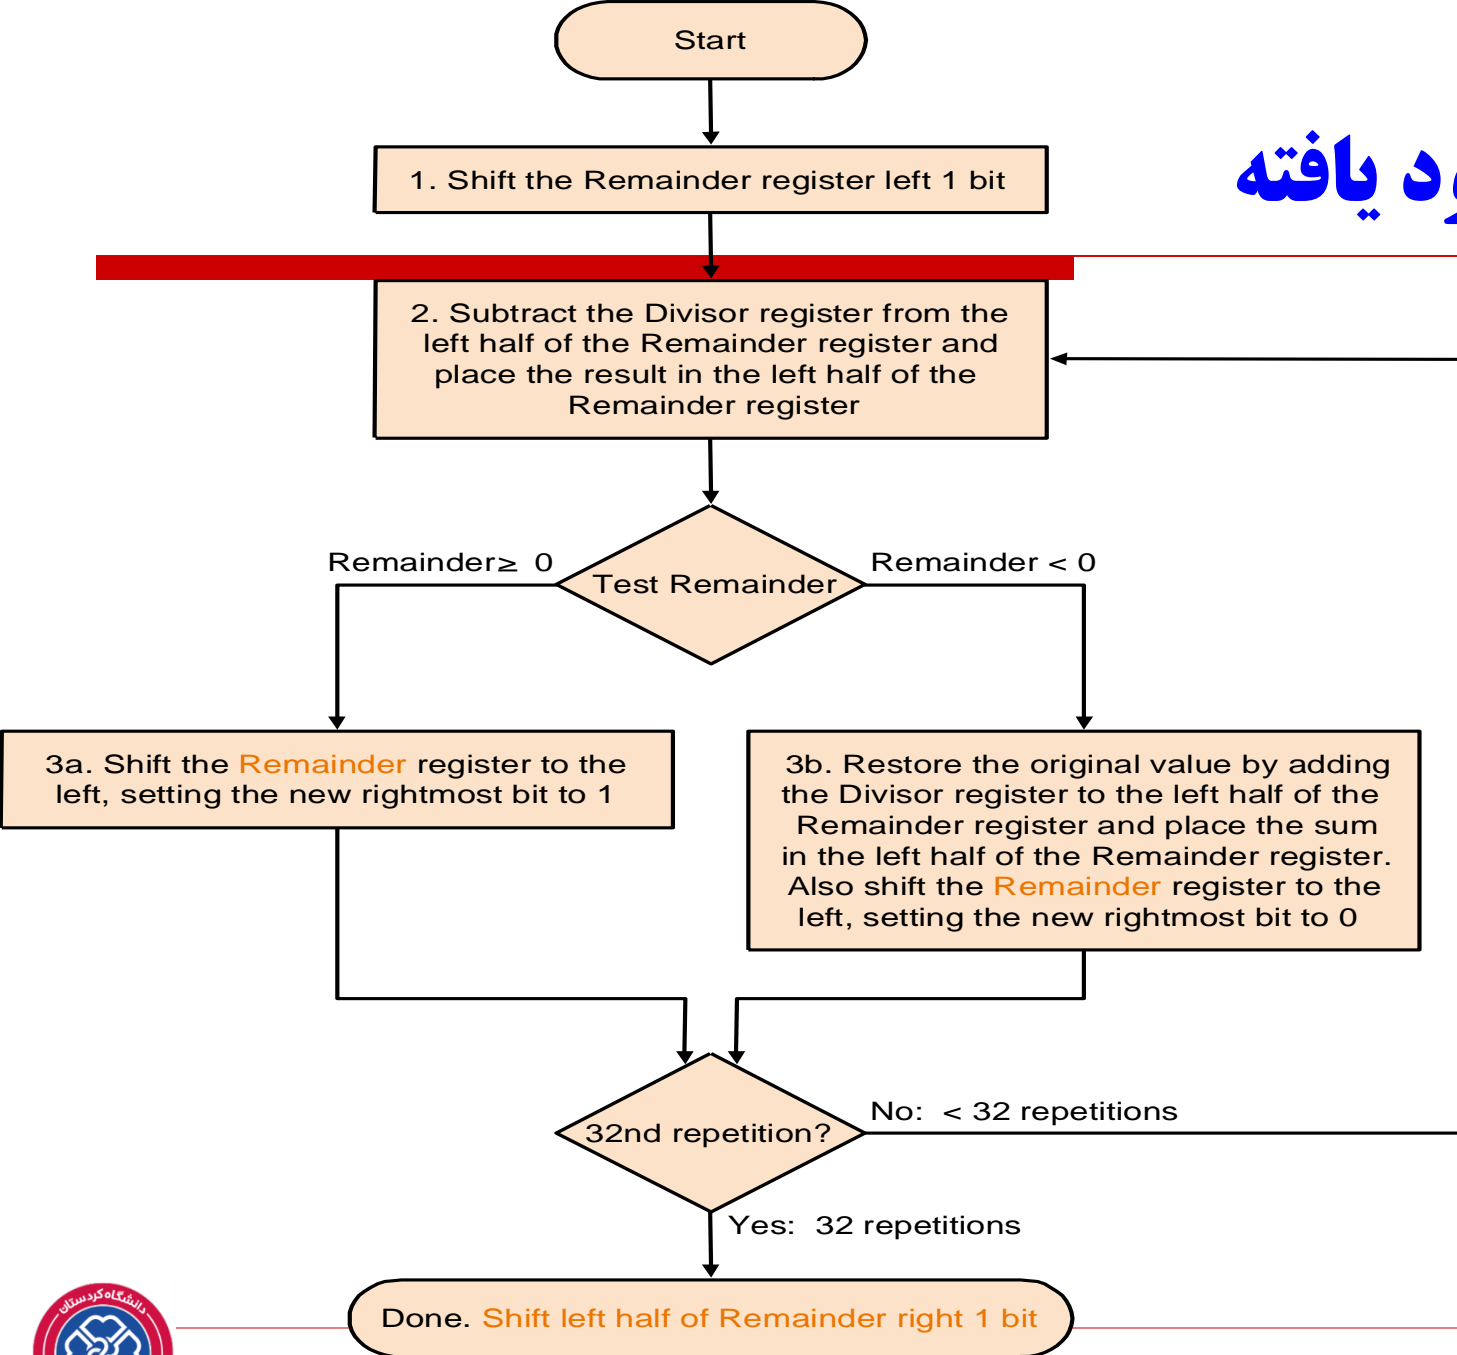 Start
یافته
1. Shift the Remainder register left 1 bit
2. Subtract the Divisor register from the
left half of the Remainder register and
place the result in the left half of the
Remainder register
Remainder≥ 0
Test Remainder
Remainder < 0
3a. Shift the Remainder register to the
left, setting the new rightmost bit to 1
3b. Restore the original value by adding
the Divisor register to the left half of the
Remainder register and place the sum
in the left half of the Remainder register.
Also shift the Remainder register to the
left, setting the new rightmost bit to 0
32nd repetition?
No: < 32 repetitions
Yes: 32 repetitions
Done. Shift left half of Remainder right 1 bit
دانشگاه کردستان